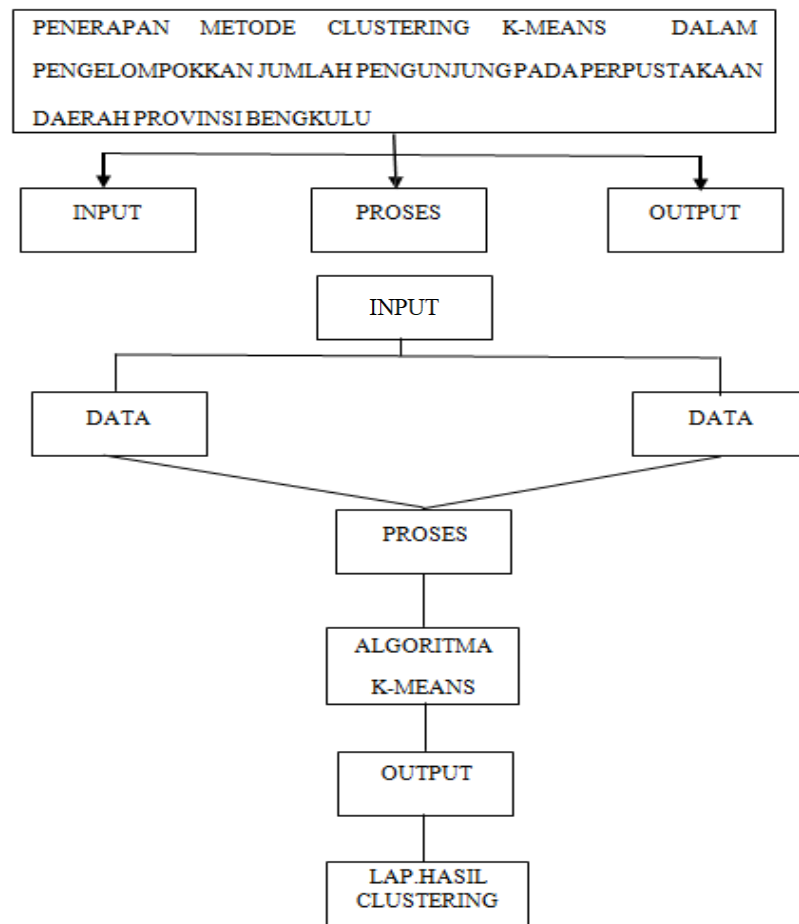 PENERAPAN METODE CLUSTERING K-MEANS DALAM
PENGELOMPOKKAN JUMLAH PENGUNJUNG PADA PERPUSTAKAAN
DAERAH PROVINSI BENGKULU
INPUT
PROSES
OUTPUT
INPUT
DATA
DATA
PROSES
ALGORITMA
K-MEANS
OUTPUT
LAP.HASIL
CLUSTERING